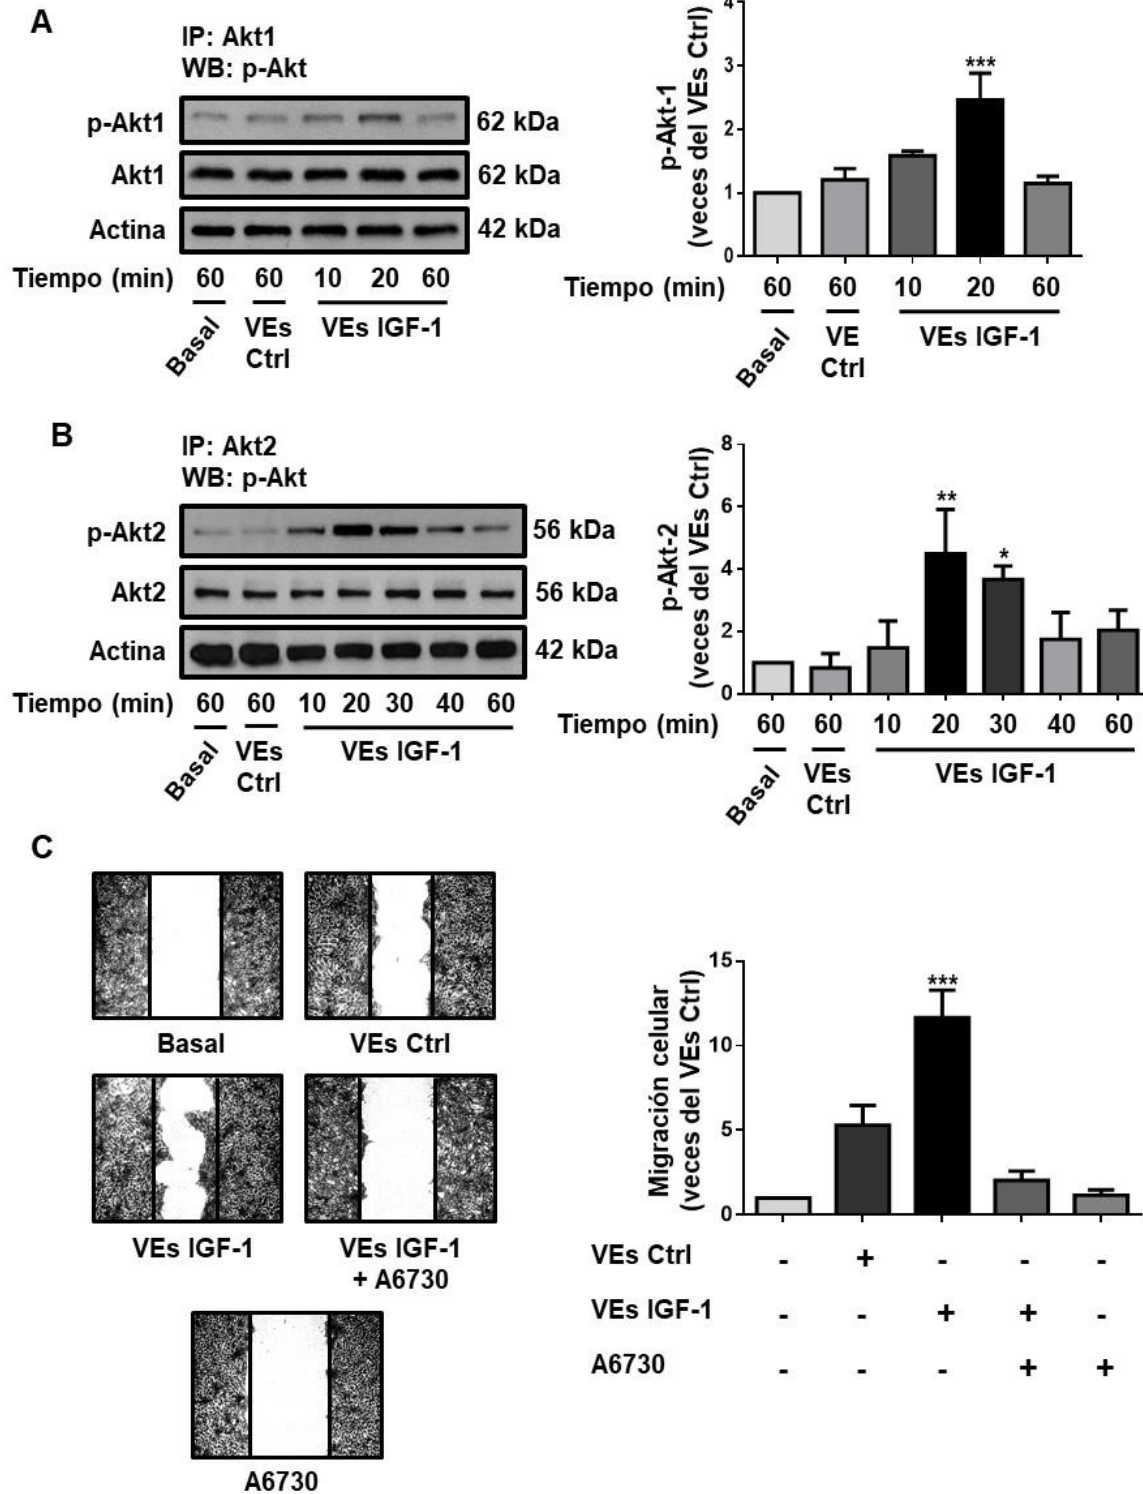 A
IP: Akt1
WB: p-Akt
p-Akt1
62 kDa
Akt1
62 kDa
Actina
42 kDa
Tiempo (min) 60 60 10 20 60
Basal
VEs
Ctrl
VEs IGF-1
p-Akt-1
(veces del VEs Ctrl)
4
3
2
1
0
***
Tiempo (min) 60 60 10 20 60
Basal
VE
Ctrl
VEs IGF-1
B
IP: Akt2
WB: p-Akt
p-Akt2
56 kDa
Akt2
56 kDa
Actina
42 kDa
Tiempo (min) 60 60 10 20 30 40 60
Basal
VEs
Ctrl
VEs IGF-1
p-Akt-2
(veces del VEs Ctrl)
8
6
4
2
0
**
*
Tiempo (min) 60 60 10 20 30 40 60
Basal
VEs
Ctrl
VEs IGF-1
C
Basal
VEs Ctrl
VEs IGF-1
VEs IGF-1
+ A6730
A6730
Migración celular
(veces del VEs Ctrl)
15
10
5
0
***
VEs Ctrl - + - - -
VEs IGF-1 - - + + -
A6730 - - - + +